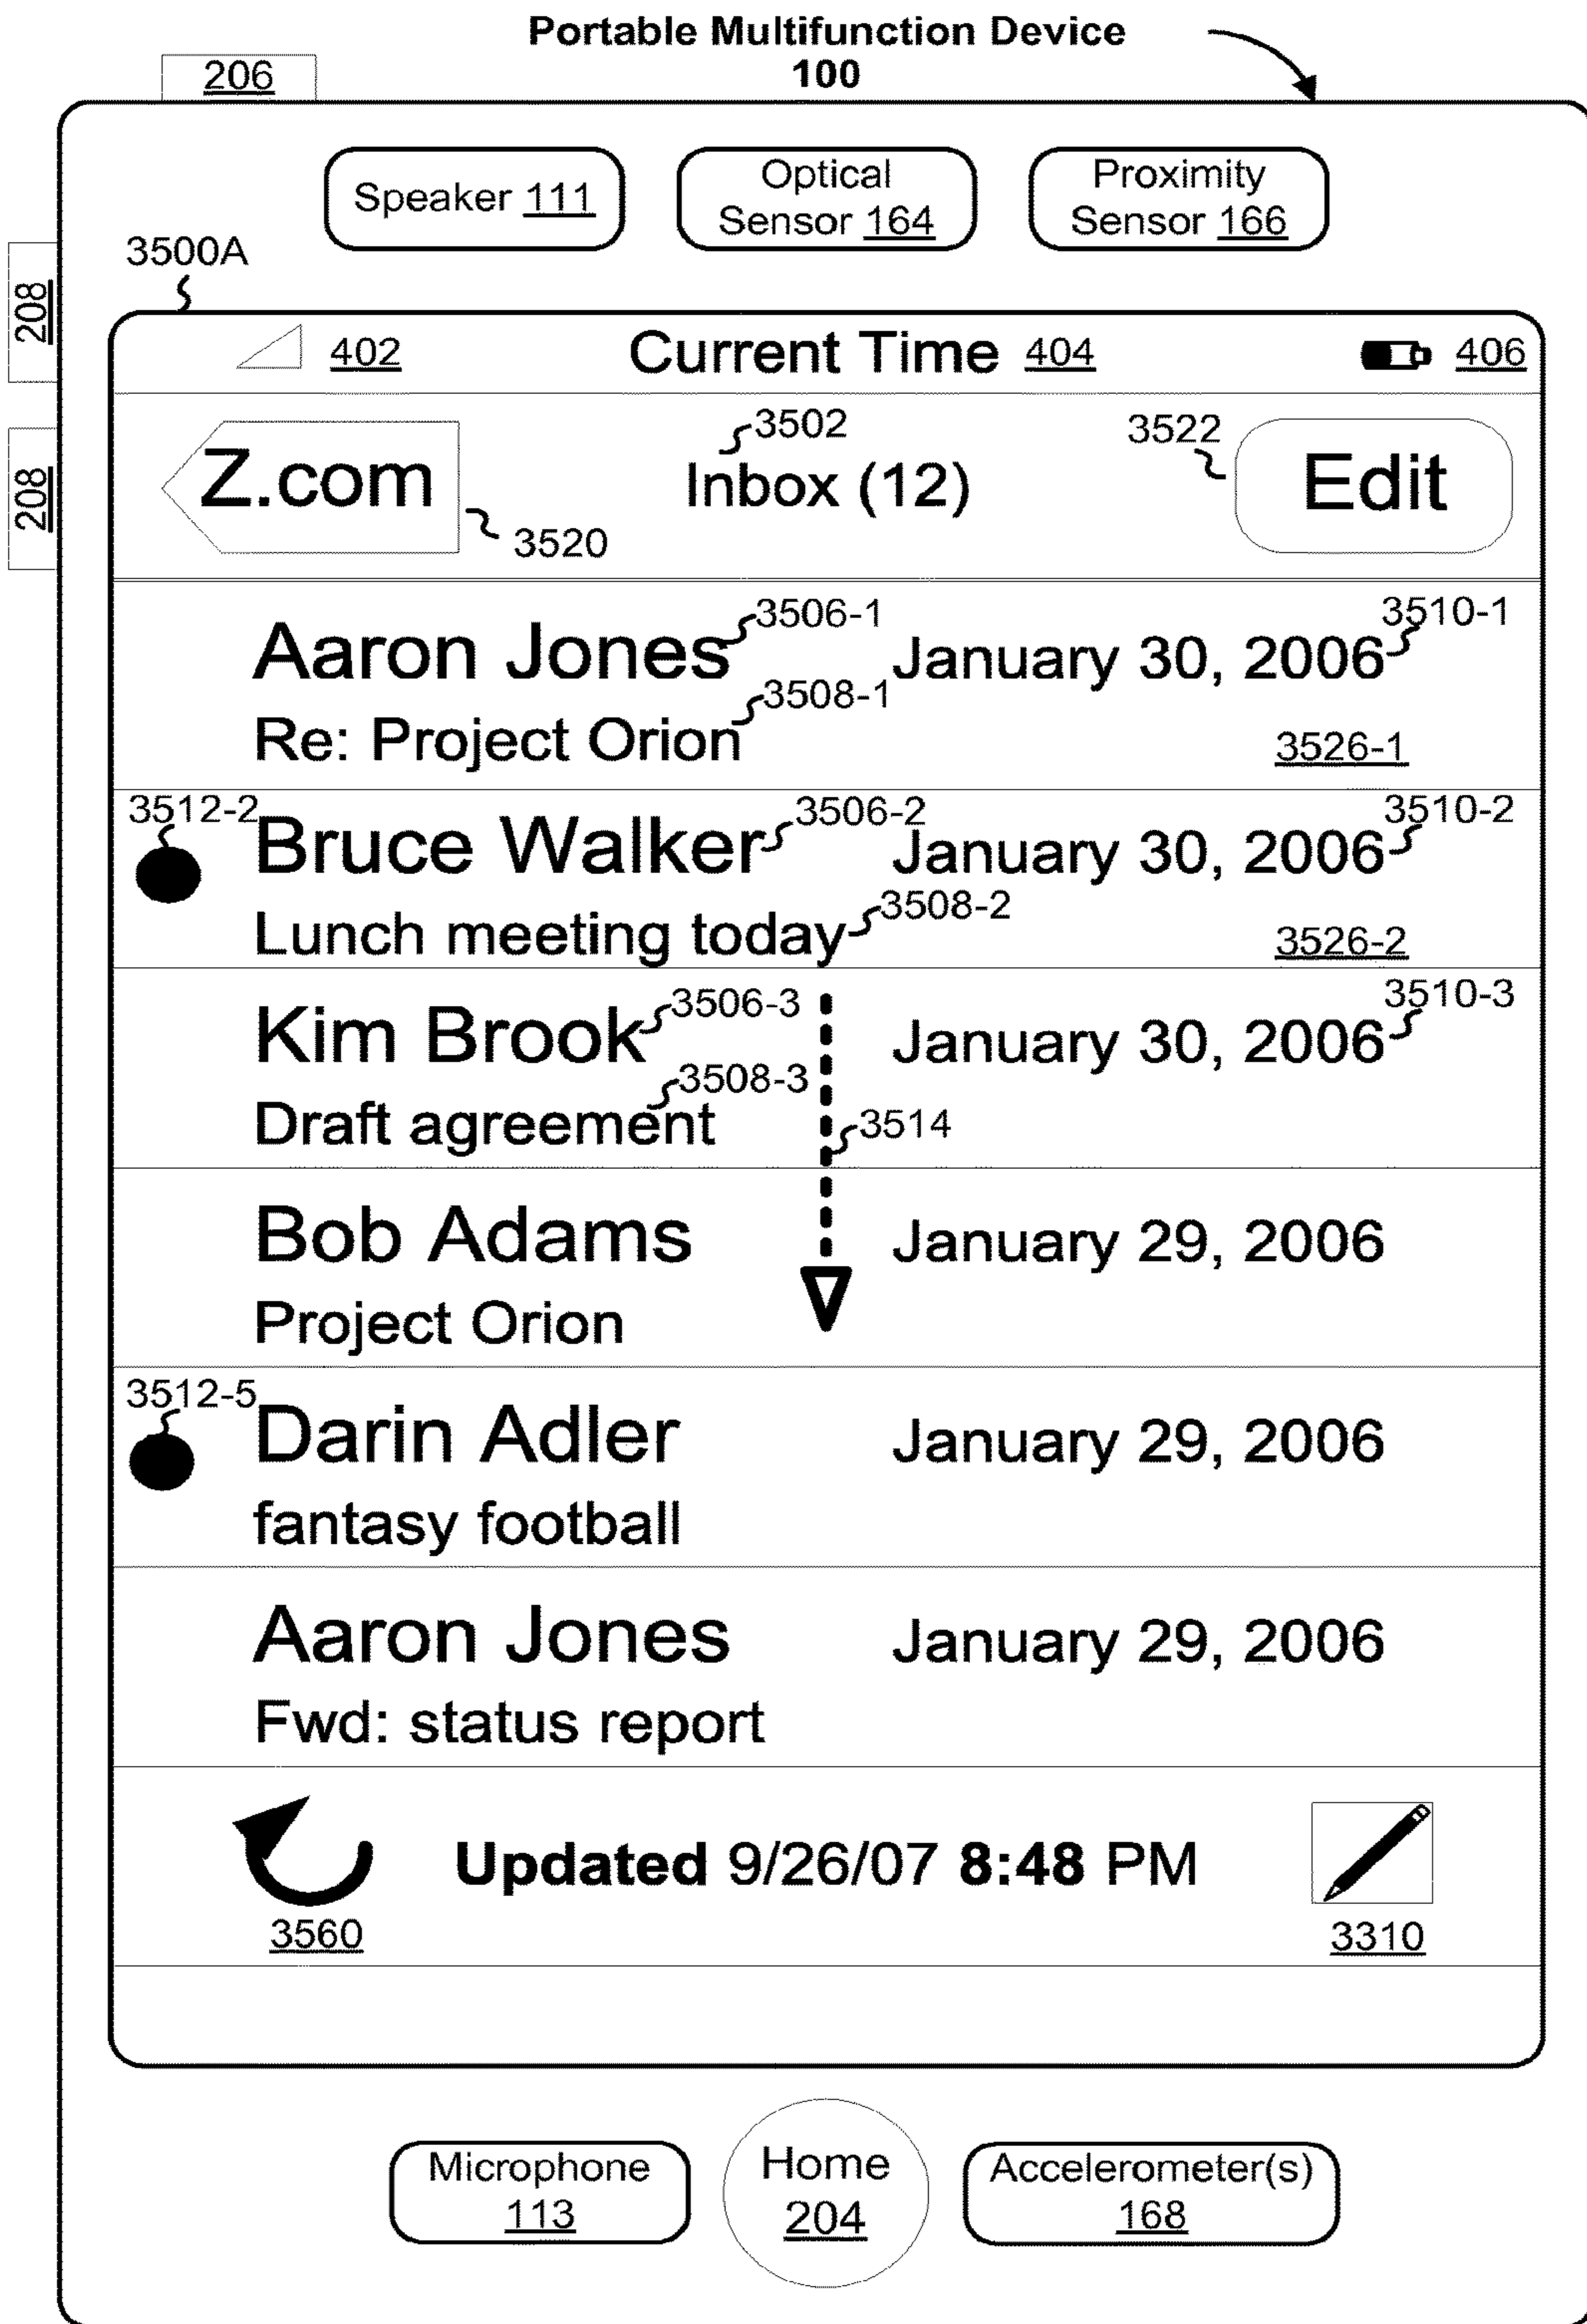 Portable Multifunction Device
100
206
Speaker 111
Optical
Sensor 164
Proximity
Sensor 166
3500A
208
208
402
Current Time 404
406
Z.com
3520
3502
Inbox (12)
3522
Edit
Aaron Jones
3506-1
January 30, 2006
3510-1
Re: Project Orion
3508-1
3526-1
3512-2
Bruce Walker
3506-2
January 30, 2006
3510-2
Lunch meeting today
3508-2
3526-2
Kim Brook
3506-3
January 30, 2006
3510-3
Draft agreement
3508-3
3514
Bob Adams
January 29, 2006
Project Orion
3512-5
Darin Adler
January 29, 2006
fantasy football
Aaron Jones
January 29, 2006
Fwd: status report
Updated 9/26/07 8:48 PM
3560
3310
Microphone
113
Home
204
Accelerometer(s)
168